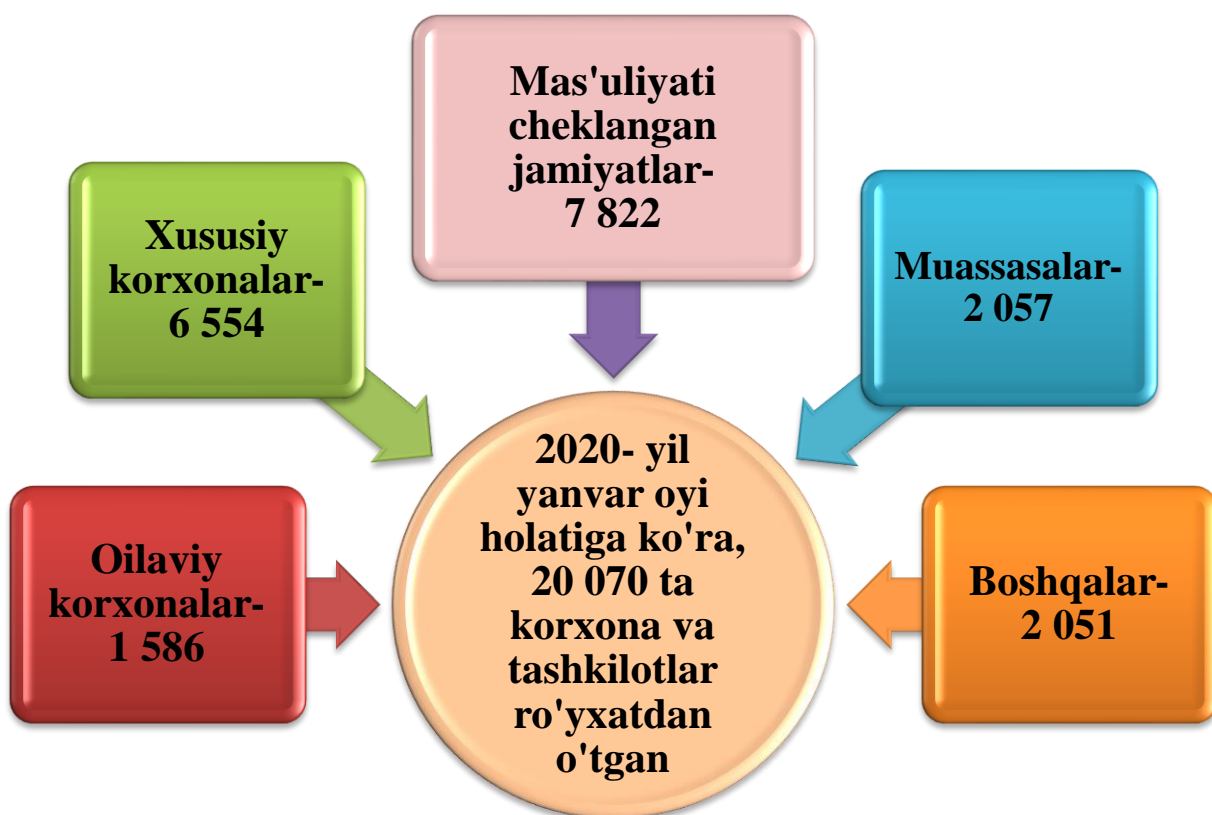 Mas'uliyati
cheklangan
jamiyatlar-
7 822
Xususiy
korxonalar-
6 554
Muassasalar-
2 057
Oilaviy
korxonalar-
1 586
2020- yil
yanvar oyi
holatiga ko'ra,
20 070 ta
korxona va
tashkilotlar
ro'yxatdan
o'tgan
Boshqalar-
2 051